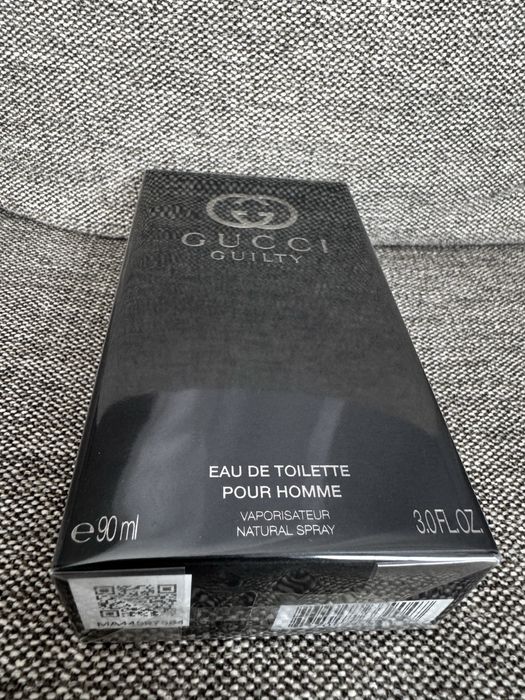 GUCCI
GUILTY
EAU DE TOILETTE
POUR HOMME
VAPORISATEUR
NATURAL SPRAY
℮90 ml
3.0 FL.OZ.